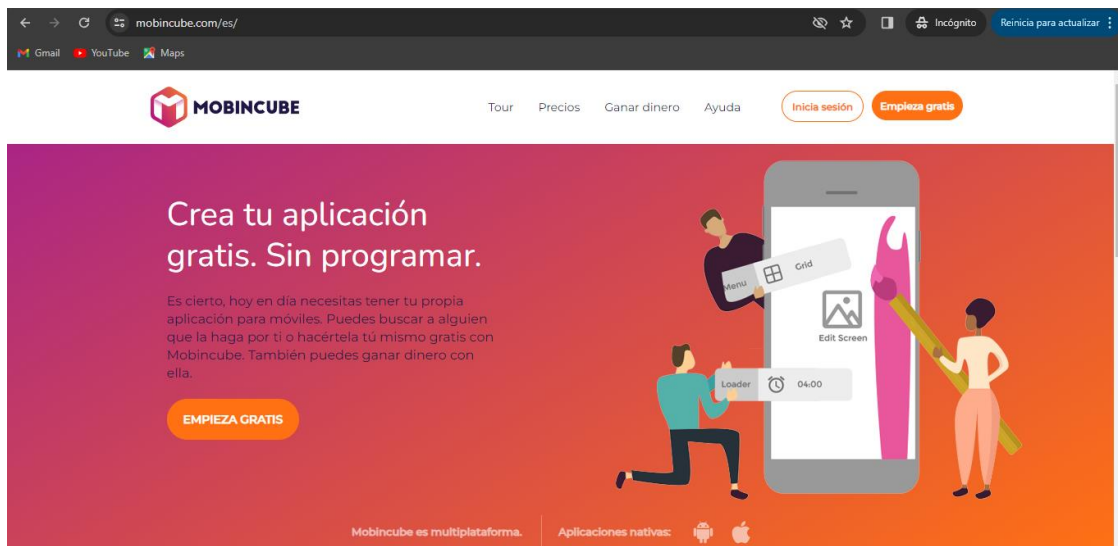 mobincube.com/es/
Incógnito
Reinicia para actualizar
Gmail YouTube Maps
MOBINCUBE
Tour Precios Ganar dinero Ayuda Inicia sesión Empieza gratis
Crea tu aplicación
gratis. Sin programar.
Es cierto, hoy en día necesitas tener tu propia
aplicación para móviles. Puedes buscar a alguien
que la haga por ti o hacértela tú mismo gratis con
Mobincube. También puedes ganar dinero con
ella.
EMPIEZA GRATIS
Menu Grid
Edit Screen
Loader 04:00
Mobincube es multiplataforma. Aplicaciones nativas: